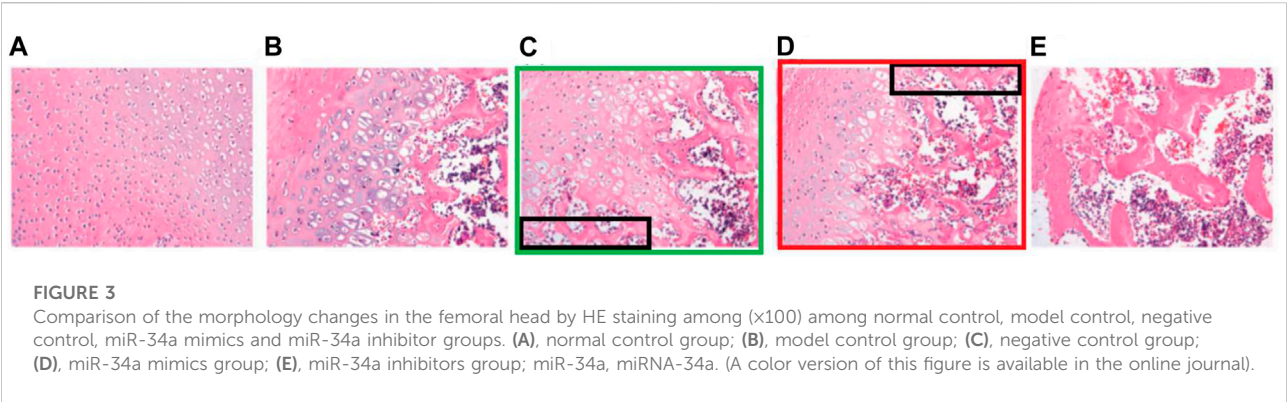 A B C D E
FIGURE 3
Comparison of the morphology changes in the femoral head by HE staining among (×100) among normal control, model control, negative
control, miR-34a mimics and miR-34a inhibitor groups. (A), normal control group; (B), model control group; (C), negative control group;
(D), miR-34a mimics group; (E), miR-34a inhibitors group; miR-34a, miRNA-34a. (A color version of this figure is available in the online journal).